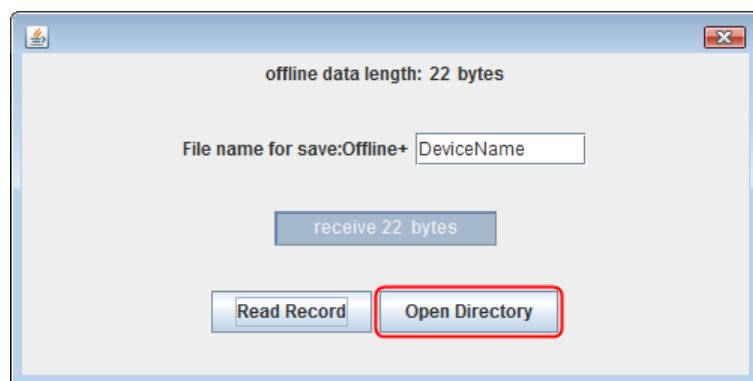 offline data length: 22 bytes
File name for save:Offline+ DeviceName
receive 22 bytes
Read Record Open Directory